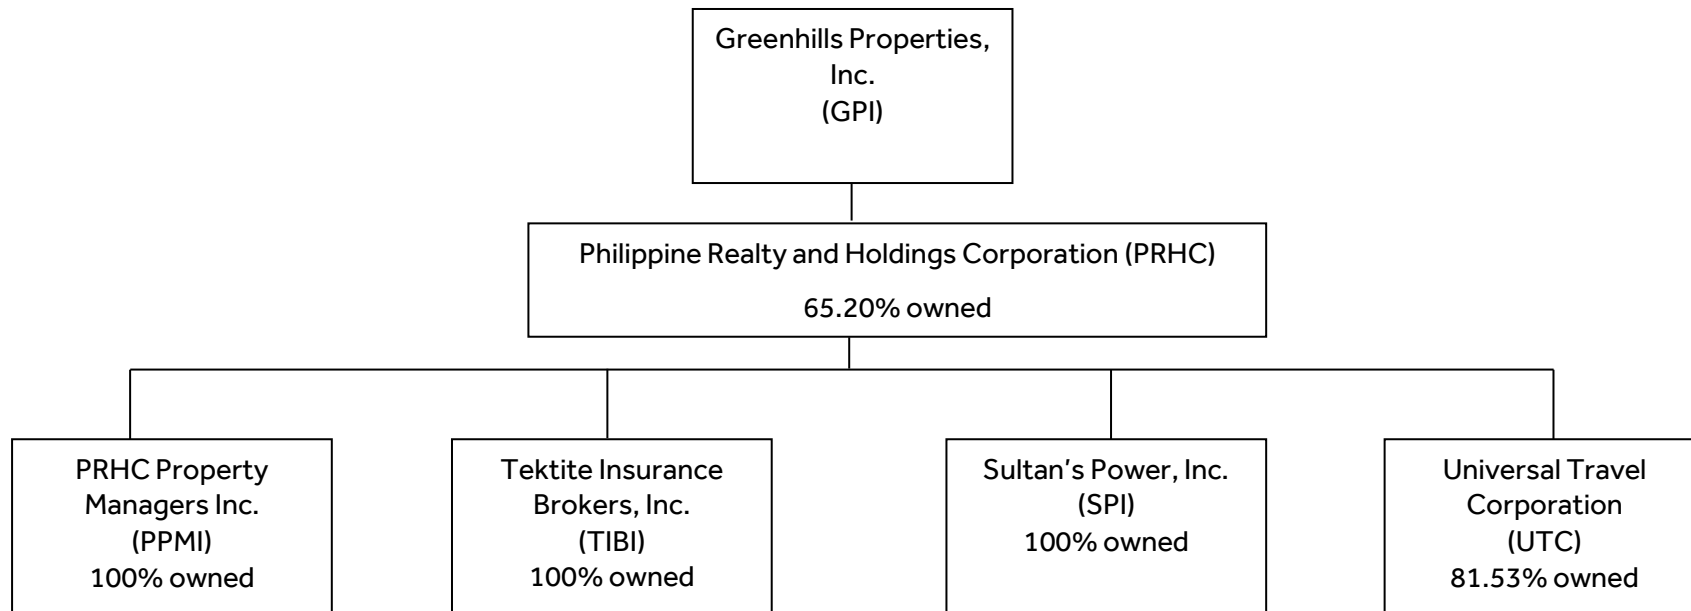 Greenhills Properties,
Inc.
(GPI)
Philippine Realty and Holdings Corporation (PRHC)
65.20% owned
PRHC Property
Managers Inc.
(PPMI)
100% owned
Tektite Insurance
Brokers, Inc.
(TIBI)
100% owned
Sultan’s Power, Inc.
(SPI)
100% owned
Universal Travel
Corporation
(UTC)
81.53% owned